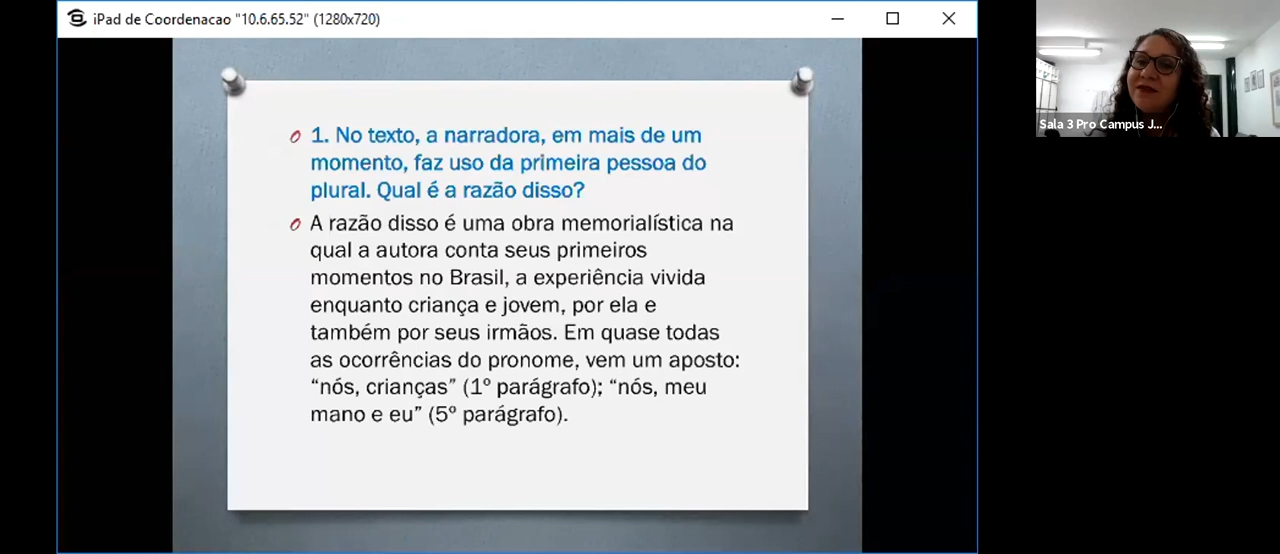 iPad de Coordenacao "10.6.65.52" (1280x720)
1. No texto, a narradora, em mais de um
momento, faz uso da primeira pessoa do
plural. Qual é a razão disso?
A razão disso é uma obra memorialística na
qual a autora conta seus primeiros
momentos no Brasil, a experiência vivida
enquanto criança e jovem, por ela e
também por seus irmãos. Em quase todas
as ocorrências do pronome, vem um aposto:
“nós, crianças” (1º parágrafo); “nós, meu
mano e eu” (5º parágrafo).
Sala 3 Pro Campus J...